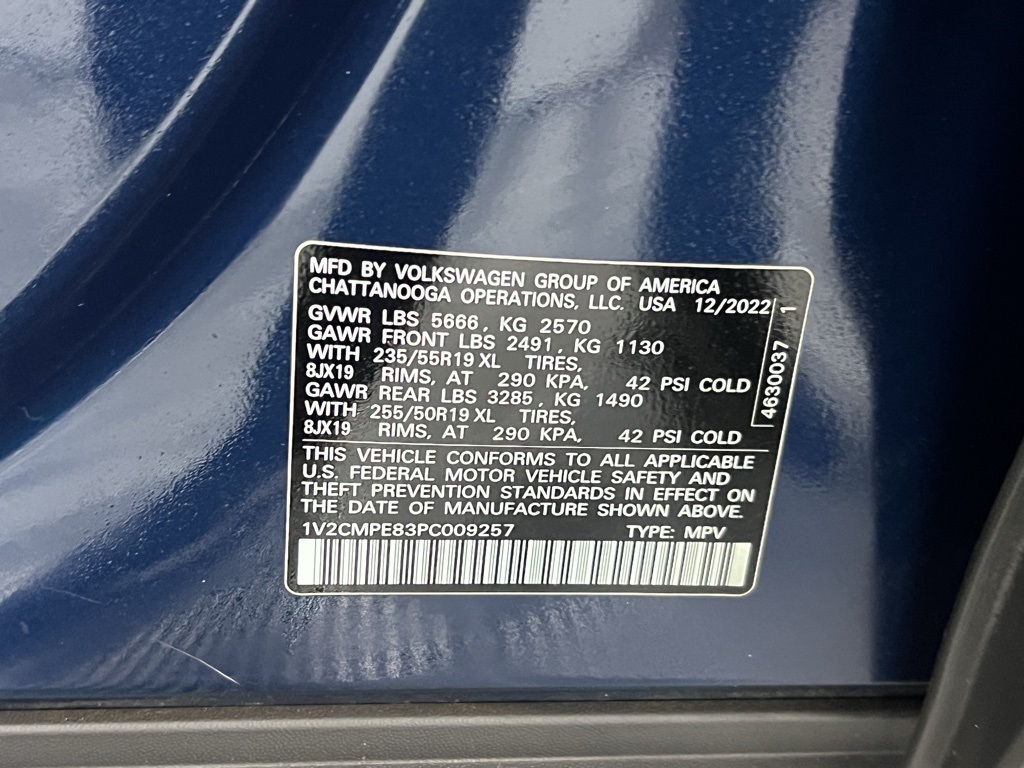 MFD BY VOLKSWAGEN GROUP OF AMERICA
CHATTANOOGA OPERATIONS, LLC. USA 12/2022
GVWR LBS 5666, KG 2570
GAWR FRONT LBS 2491, KG 1130
WITH 235/55R19 XL TIRES,
8JX19 RIMS, AT 290 KPA, 42 PSI COLD
GAWR REAR LBS 3285, KG 1490
WITH 255/50R19 XL TIRES,
8JX19 RIMS, AT 290 KPA, 42 PSI COLD
4630037 1
THIS VEHICLE CONFORMS TO ALL APPLICABLE
U.S. FEDERAL MOTOR VEHICLE SAFETY AND
THEFT PREVENTION STANDARDS IN EFFECT ON
THE DATE OF MANUFACTURE SHOWN ABOVE.
1V2CMPE83PC009257 TYPE: MPV